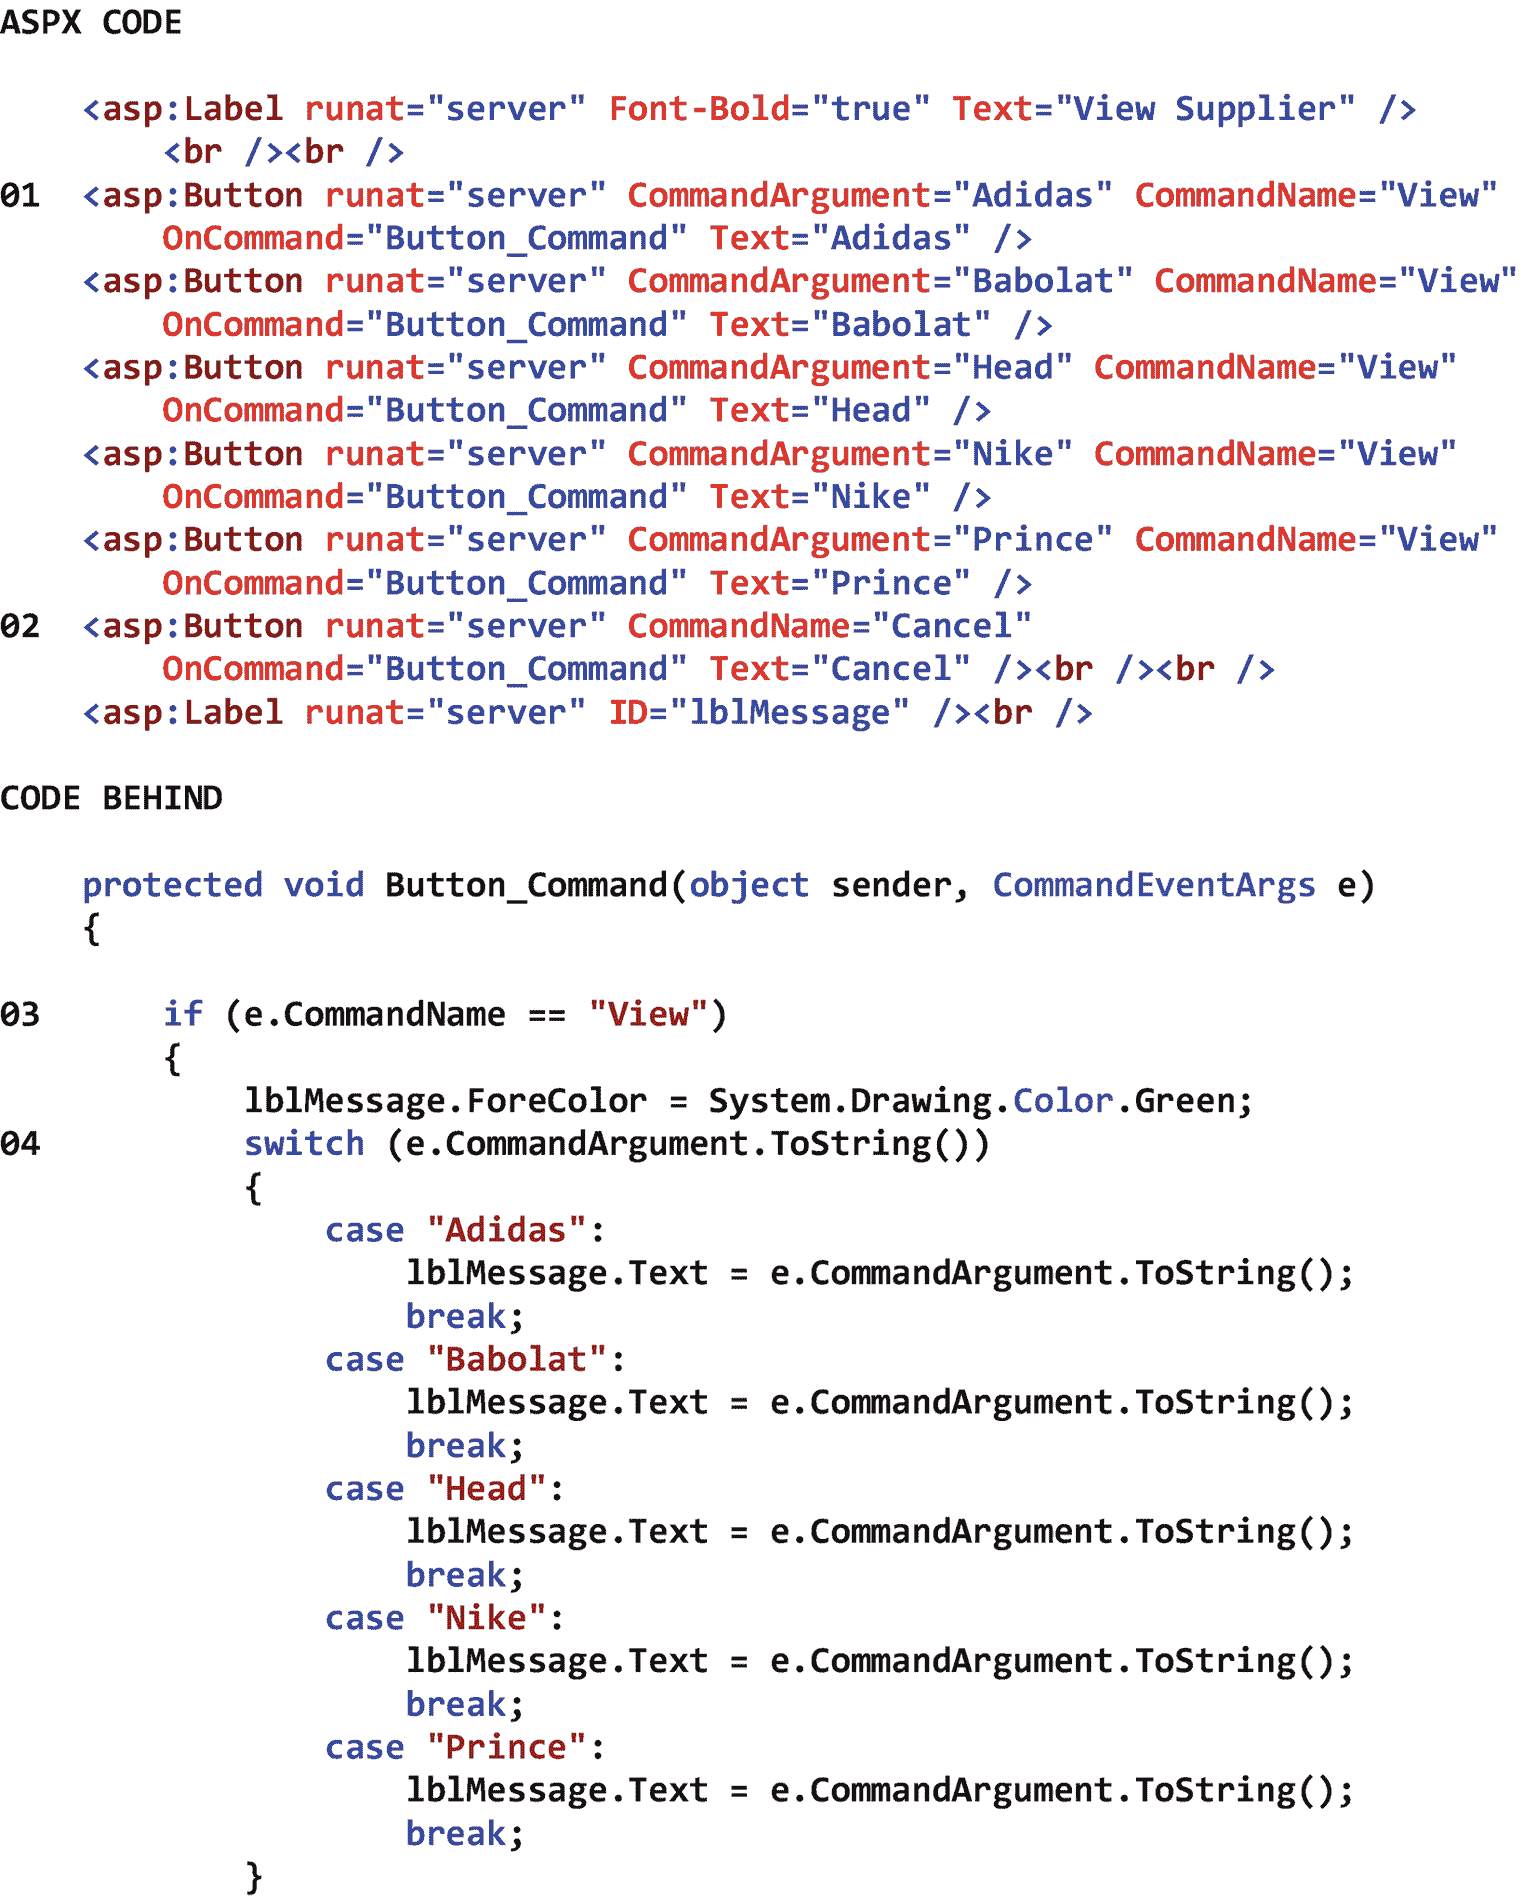 ASPX CODE
<asp:Label runat="server" Font-Bold="true" Text="View Supplier" />
<br /><br />
01 <asp:Button runat="server" CommandArgument="Adidas" CommandName="View"
OnCommand="Button_Command" Text="Adidas" />
<asp:Button runat="server" CommandArgument="Babolat" CommandName="View"
OnCommand="Button_Command" Text="Babolat" />
<asp:Button runat="server" CommandArgument="Head" CommandName="View"
OnCommand="Button_Command" Text="Head" />
<asp:Button runat="server" CommandArgument="Nike" CommandName="View"
OnCommand="Button_Command" Text="Nike" />
<asp:Button runat="server" CommandArgument="Prince" CommandName="View"
OnCommand="Button_Command" Text="Prince" />
02 <asp:Button runat="server" CommandName="Cancel"
OnCommand="Button_Command" Text="Cancel" /><br /><br />
<asp:Label runat="server" ID="lblMessage" /><br />
CODE BEHIND
protected void Button_Command(object sender, CommandEventArgs e)
{
03 if (e.CommandName == "View")
{
lblMessage.ForeColor = System.Drawing.Color.Green;
04 switch (e.CommandArgument.ToString())
{
case "Adidas":
lblMessage.Text = e.CommandArgument.ToString();
break;
case "Babolat":
lblMessage.Text = e.CommandArgument.ToString();
break;
case "Head":
lblMessage.Text = e.CommandArgument.ToString();
break;
case "Nike":
lblMessage.Text = e.CommandArgument.ToString();
break;
case "Prince":
lblMessage.Text = e.CommandArgument.ToString();
break;
}